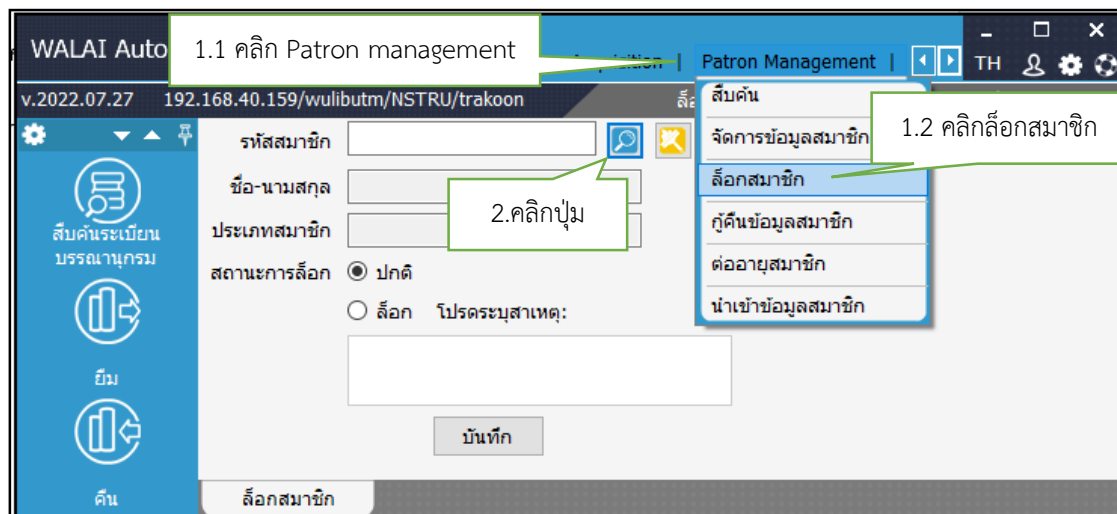 WALAI Auto
1.1 คลิก Patron management
Patron Management |
TH
v.2022.07.27 192.168.40.159/wulibutm/NSTRU/trakoon
สืบค้น
จัดการข้อมูลสมาชิก
ล็อกสมาชิก
กู้คืนข้อมูลสมาชิก
ต่ออายุสมาชิก
นำเข้าข้อมูลสมาชิก
1.2 คลิกล็อกสมาชิก
รหัสสมาชิก
ชื่อ-นามสกุล
ประเภทสมาชิก
2.คลิกปุ่ม
สถานะการล็อก ปกติ
ล็อก โปรดระบุสาเหตุ:
บันทึก
สืบค้นระเบียน
บรรณานุกรม
ยืม
คืน
ล็อกสมาชิก